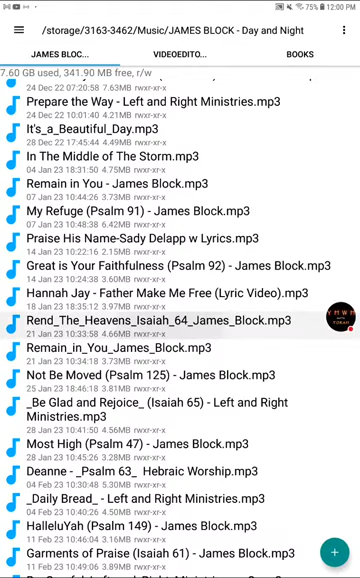 75% 12:00 PM
/storage/3163-3462/Music/JAMES BLOCK - Day and Night
JAMES BLOC... VIDEOEDITO... BOOKS
7.60 GB used, 341.90 MB free, r/w
24 Dec 22 07:20:58 7.63MB rwxr-xr-x
Prepare the Way - Left and Right Ministries.mp3
24 Dec 22 10:01:40 4.21MB rwxr-xr-x
It's_a_Beautiful_Day.mp3
28 Dec 22 17:45:44 4.49MB rwxr-xr-x
In The Middle of The Storm.mp3
04 Jan 23 18:31:50 4.75MB rwxr-xr-x
Remain in You - James Block.mp3
07 Jan 23 10:44:26 3.73MB rwxr-xr-x
My Refuge (Psalm 91) - James Block.mp3
07 Jan 23 10:48:38 6.42MB rwxr-xr-x
Praise His Name-Sady Delapp w Lyrics.mp3
14 Jan 23 10:22:16 2.15MB rwxr-xr-x
Great is Your Faithfulness (Psalm 92) - James Block.mp3
14 Jan 23 10:24:38 3.60MB rwxr-xr-x
Hannah Jay - Father Make Me Free (Lyric Video).mp3
18 Jan 23 18:35:12 3.97MB rwxr-xr-x
Rend_The_Heavens_Isaiah_64_James_Block.mp3
21 Jan 23 10:33:58 4.66MB rwxr-xr-x
Remain_in_You_James_Block.mp3
21 Jan 23 10:34:18 3.73MB rwxr-xr-x
Not Be Moved (Psalm 125) - James Block.mp3
25 Jan 23 18:46:18 3.81MB rwxr-xr-x
_Be Glad and Rejoice_ (Isaiah 65) - Left and Right
Ministries.mp3
28 Jan 23 10:41:50 4.56MB rwxr-xr-x
Most High (Psalm 47) - James Block.mp3
28 Jan 23 10:45:26 3.28MB rwxr-xr-x
Deanne - _Psalm 63_ Hebraic Worship.mp3
04 Feb 23 10:30:48 5.30MB rwxr-xr-x
_Daily Bread_ - Left and Right Ministries.mp3
04 Feb 23 10:40:26 4.50MB rwxr-xr-x
HalleluYah (Psalm 149) - James Block.mp3
11 Feb 23 10:46:04 3.16MB rwxr-xr-x
Garments of Praise (Isaiah 61) - James Block.mp3
11 Feb 23 10:49:06 3.89MB rwxr-xr-x
YMWM
TORAH